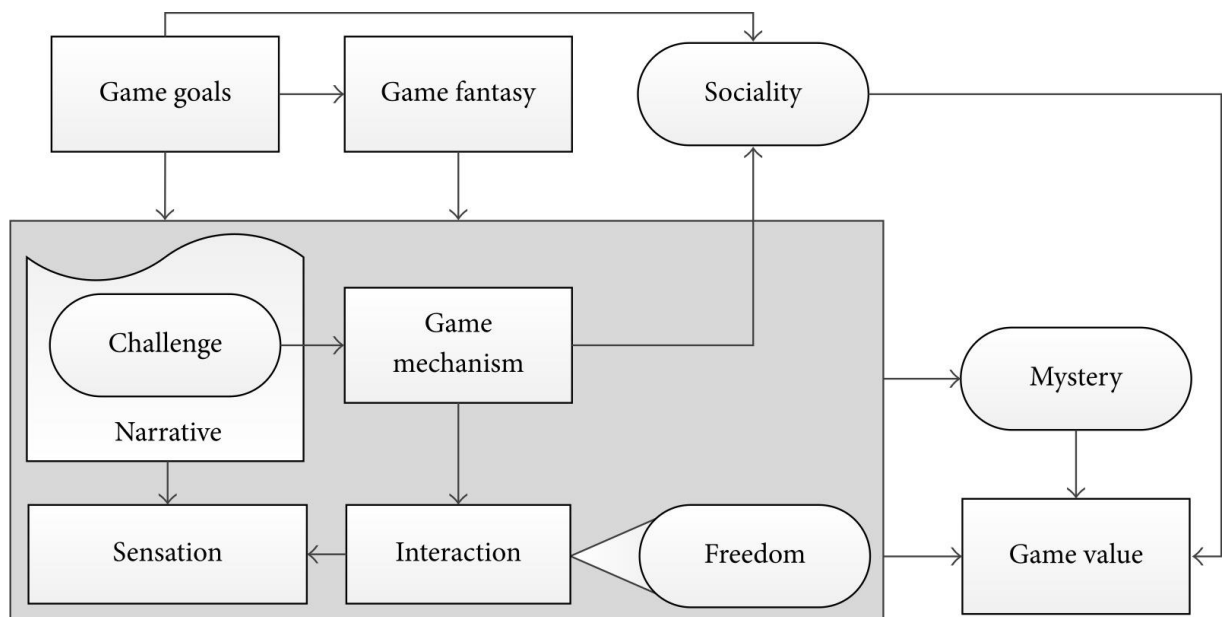 Game goals
Game fantasy
Sociality
Challenge
Game
mechanism
Narrative
Mystery
Sensation
Interaction
Freedom
Game value